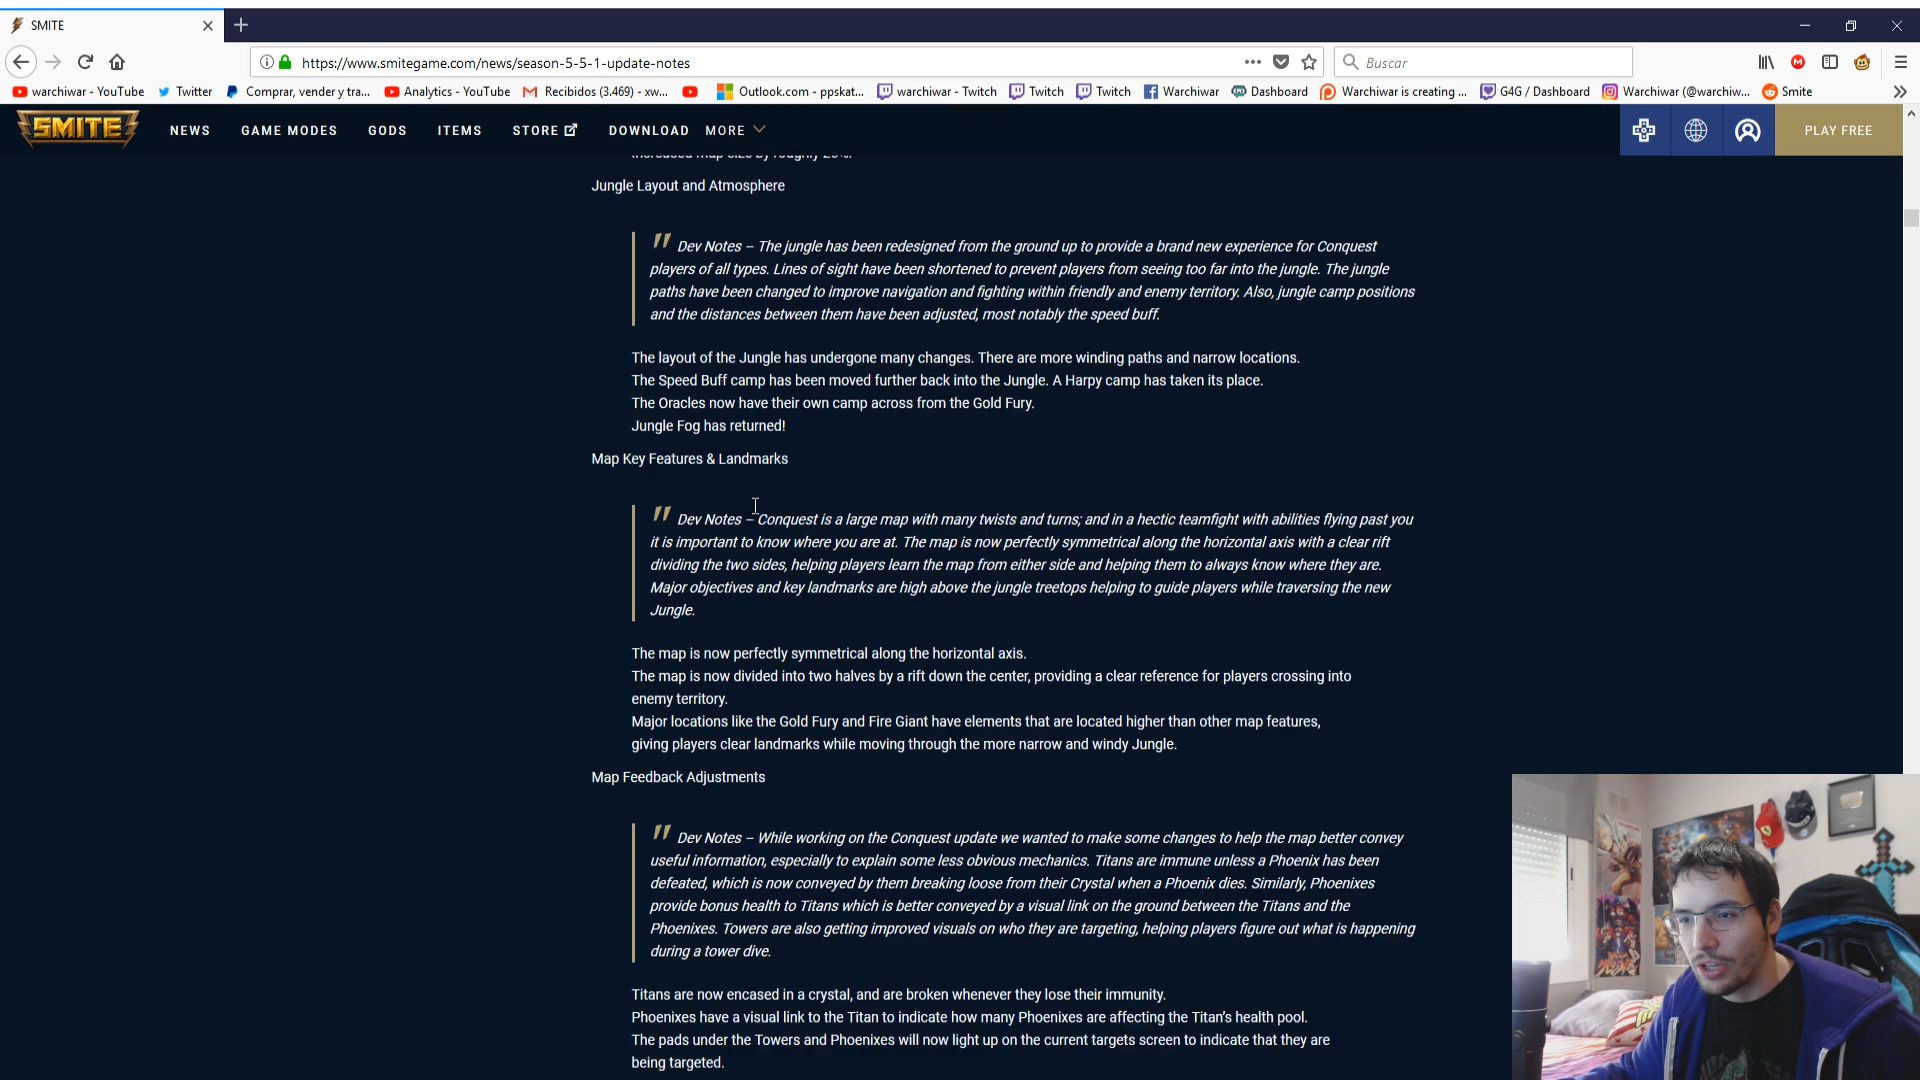 SMITE
https://www.smitegame.com/news/season-5-5-1-update-notes
Buscar
warchiwar - YouTube
Twitter
Comprar, vender y tra...
Analytics - YouTube
Recibidos (3.469) - xw...
Outlook.com - ppskat...
warchiwar - Twitch
Twitch
Twitch
Warchiwar
Dashboard
Warchiwar is creating ...
G4G / Dashboard
Warchiwar (@warchiw...
Smite
SMITE
NEWS
GAME MODES
GODS
ITEMS
STORE
DOWNLOAD
MORE
PLAY FREE
Increased map size by roughly
Jungle Layout and Atmosphere
" Dev Notes – The jungle has been redesigned from the ground up to provide a brand new experience for Conquest
players of all types. Lines of sight have been shortened to prevent players from seeing too far into the jungle. The jungle
paths have been changed to improve navigation and fighting within friendly and enemy territory. Also, jungle camp positions
and the distances between them have been adjusted, most notably the speed buff.
The layout of the Jungle has undergone many changes. There are more winding paths and narrow locations.
The Speed Buff camp has been moved further back into the Jungle. A Harpy camp has taken its place.
The Oracles now have their own camp across from the Gold Fury.
Jungle Fog has returned!
Map Key Features & Landmarks
" Dev Notes – Conquest is a large map with many twists and turns; and in a hectic teamfight with abilities flying past you
it is important to know where you are at. The map is now perfectly symmetrical along the horizontal axis with a clear rift
dividing the two sides, helping players learn the map from either side and helping them to always know where they are.
Major objectives and key landmarks are high above the jungle treetops helping to guide players while traversing the new
Jungle.
The map is now perfectly symmetrical along the horizontal axis.
The map is now divided into two halves by a rift down the center, providing a clear reference for players crossing into
enemy territory.
Major locations like the Gold Fury and Fire Giant have elements that are located higher than other map features,
giving players clear landmarks while moving through the more narrow and windy Jungle.
Map Feedback Adjustments
" Dev Notes – While working on the Conquest update we wanted to make some changes to help the map better convey
useful information, especially to explain some less obvious mechanics. Titans are immune unless a Phoenix has been
defeated, which is now conveyed by them breaking loose from their Crystal when a Phoenix dies. Similarly, Phoenixes
provide bonus health to Titans which is better conveyed by a visual link on the ground between the Titans and the
Phoenixes. Towers are also getting improved visuals on who they are targeting, helping players figure out what is happening
during a tower dive.
Titans are now encased in a crystal, and are broken whenever they lose their immunity.
Phoenixes have a visual link to the Titan to indicate how many Phoenixes are affecting the Titan's health pool.
The pads under the Towers and Phoenixes will now light up on the current targets screen to indicate that they are
being targeted.